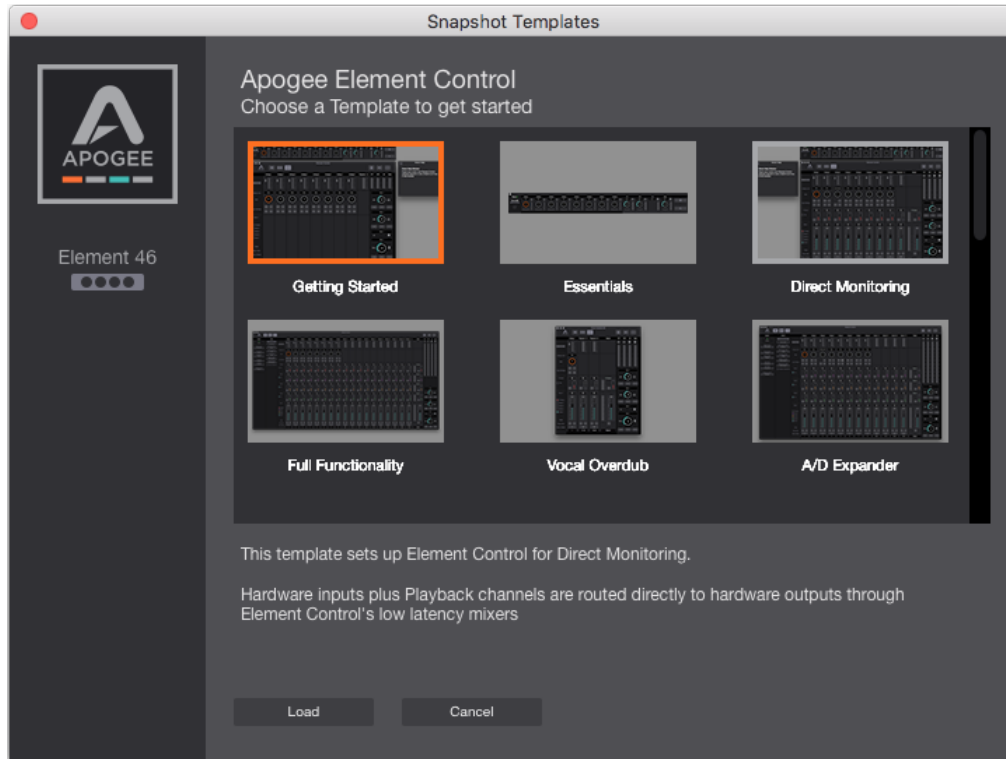 Snapshot Templates
APOGEE
Element 46
Apogee Element Control
Choose a Template to get started
Getting Started
Essentials
Direct Monitoring
Full Functionality
Vocal Overdub
A/D Expander
This template sets up Element Control for Direct Monitoring.
Hardware inputs plus Playback channels are routed directly to hardware outputs through
Element Control's low latency mixers
Load
Cancel